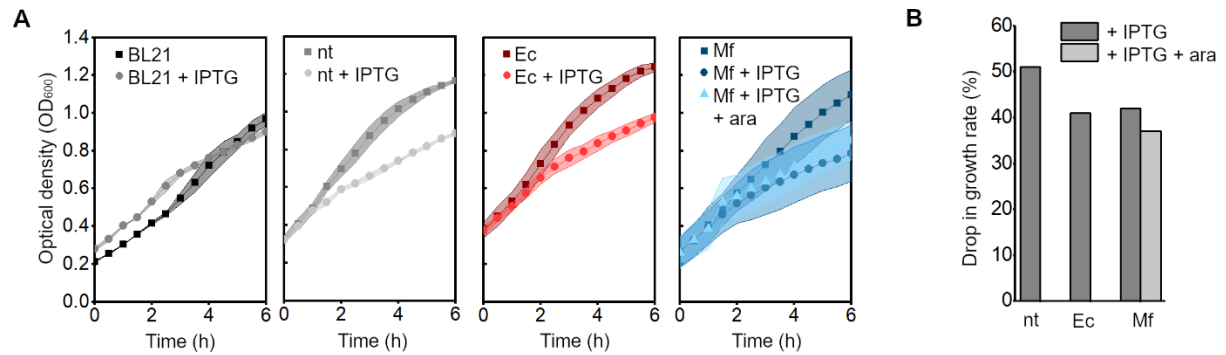 A
Optical density (OD600)
1.4
1.2
1.0
0.8
0.6
0.4
0.2
0.0
BL21
BL21 + IPTG
0 2 4 6
Time (h)
nt
nt + IPTG
0 2 4 6
Time (h)
Ec
Ec + IPTG
0 2 4 6
Time (h)
Mf
Mf + IPTG
Mf + IPTG
+ ara
0 2 4 6
Time (h)
B
Drop in growth rate (%)
60
50
40
30
20
10
0
+ IPTG
+ IPTG + ara
nt Ec Mf